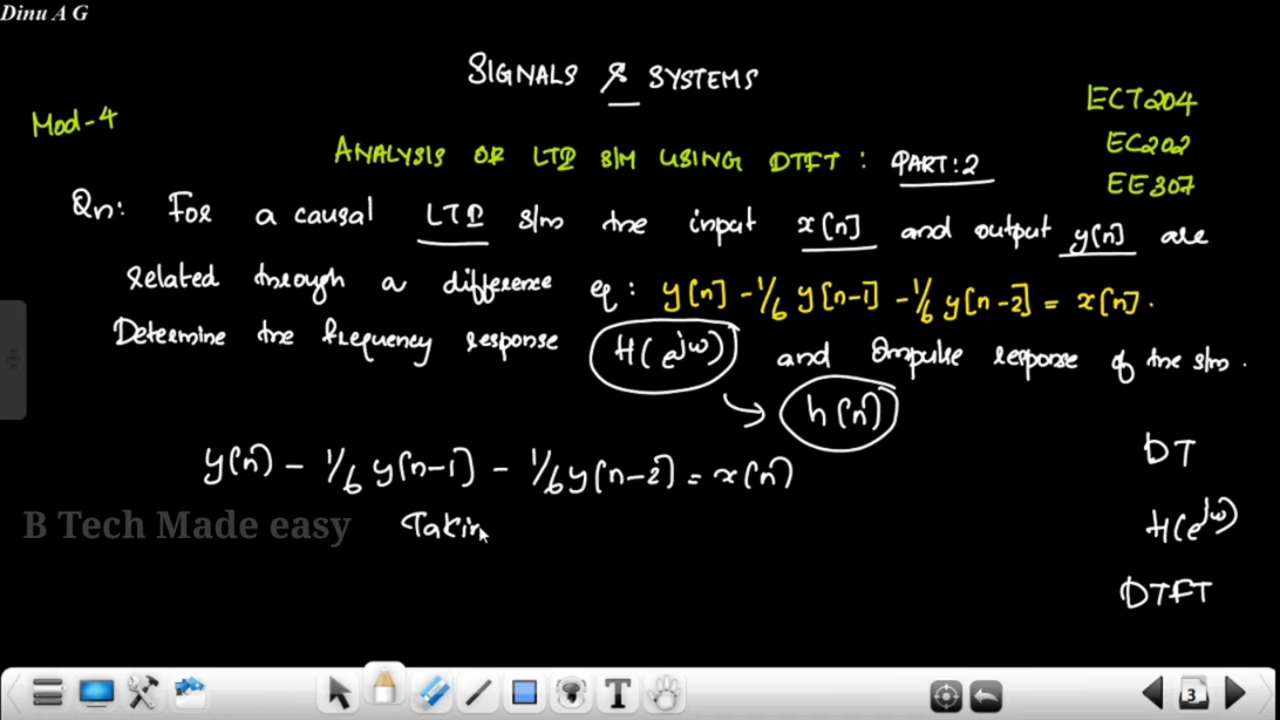 Dinu A G
SIGNALS & SYSTEMS
Mod-4
ECT204
EC202
EE307
ANALYSIS OF LTI S/M USING DTFT : PART:2
Qn: For a causal LTI s/m the input x[n] and output y[n] are
related through a difference eq: y[n] - 1/6 y[n-1] - 1/6 y[n-2] = x[n].
Determine the frequency response H(e^jω) and Impulse response of the s/m.
h(n)
y(n) - 1/6 y(n-1) - 1/6 y(n-2) = x(n)
DT
B Tech Made easy
Takin
H(e^jω)
DTFT
T
3